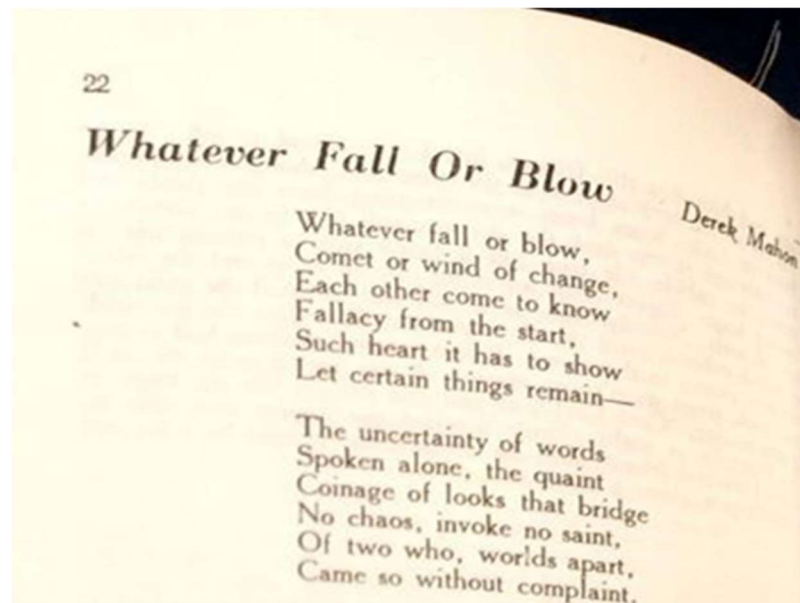 22
Whatever Fall Or Blow
Derek Mahon
Whatever fall or blow,
Comet or wind of change,
Each other come to know
Fallacy from the start,
Such heart it has to show
Let certain things remain—
The uncertainty of words
Spoken alone, the quaint
Coinage of looks that bridge
No chaos, invoke no saint,
Of two who, worlds apart,
Came so without complaint.